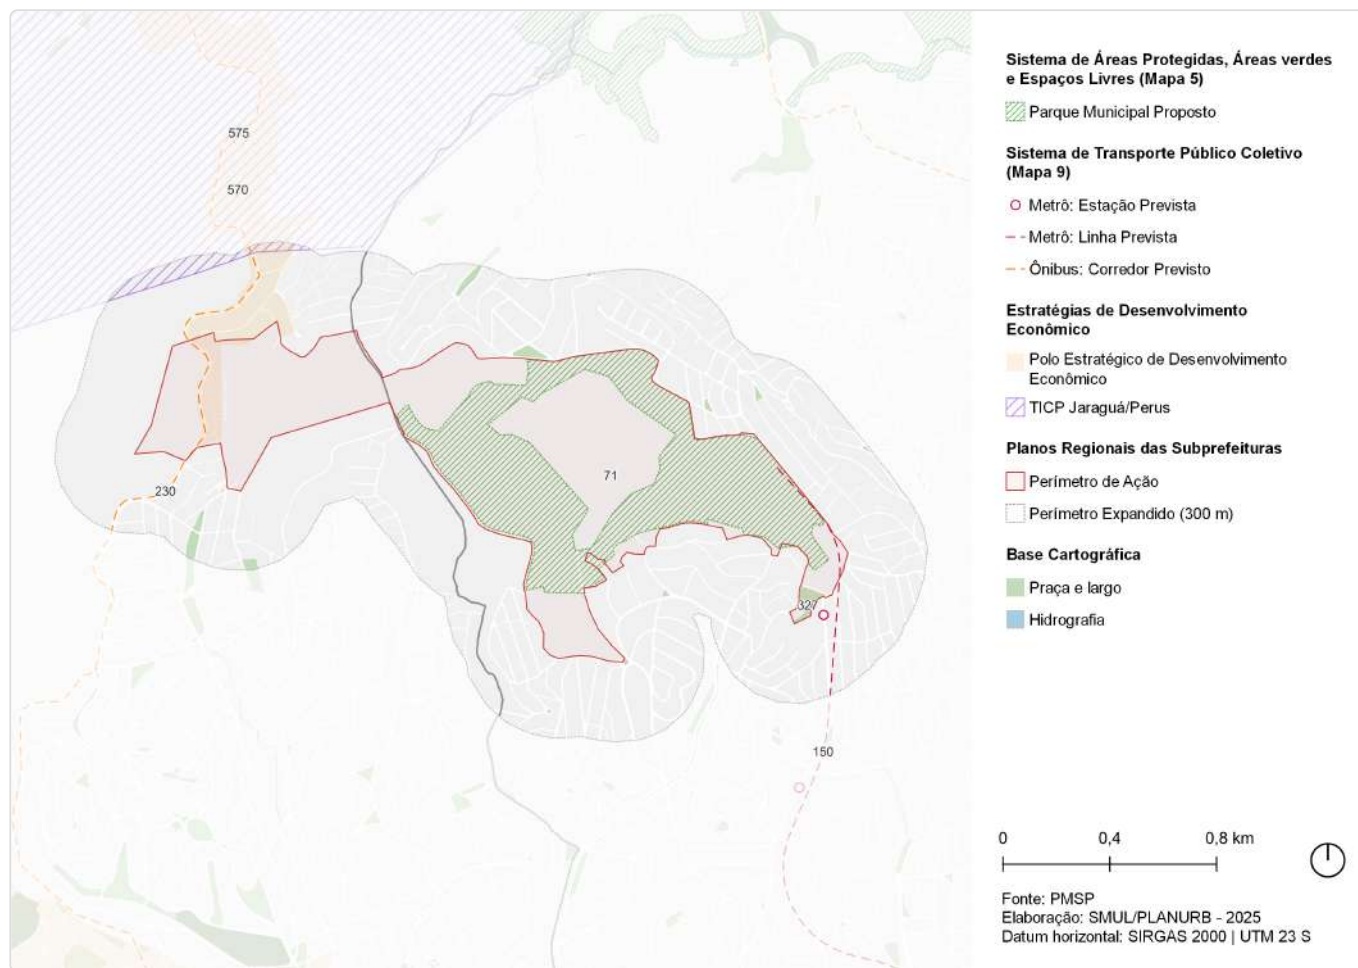 575
570
71
230
327
150
Sistema de Áreas Protegidas, Áreas verdes
e Espaços Livres (Mapa 5)
Parque Municipal Proposto
Sistema de Transporte Público Coletivo
(Mapa 9)
Metrô: Estação Prevista
Metrô: Linha Prevista
Ônibus: Corredor Previsto
Estratégias de Desenvolvimento
Econômico
Polo Estratégico de Desenvolvimento
Econômico
TICP Jaraguá/Perus
Planos Regionais das Subprefeituras
Perímetro de Ação
Perímetro Expandido (300 m)
Base Cartográfica
Praça e largo
Hidrografia
0 0,4 0,8 km
Fonte: PMSP
Elaboração: SMUL/PLANURB - 2025
Datum horizontal: SIRGAS 2000 | UTM 23 S